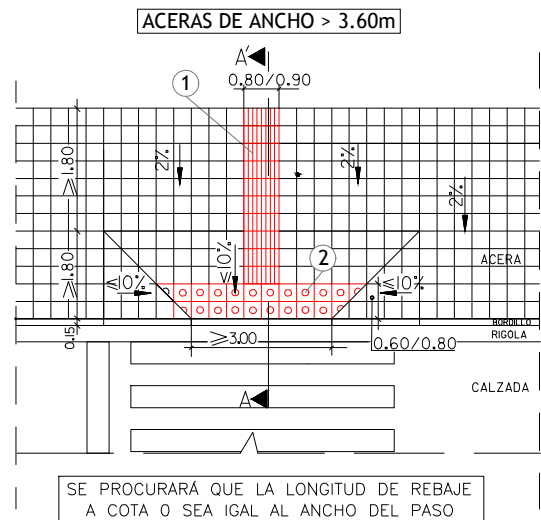 ACERAS DE ANCHO > 3.60m
A'
0.80/0.90
1
2%
2%
2%
≥1.80
≥1.80
≤10%
2
≤10%
≤10%
ACERA
0.15
≥3.00
BORDILLO
RIGOLA
0.60/0.80
CALZADA
A
SE PROCURARÁ QUE LA LONGITUD DE REBAJE
A COTA O SEA IGAL AL ANCHO DEL PASO